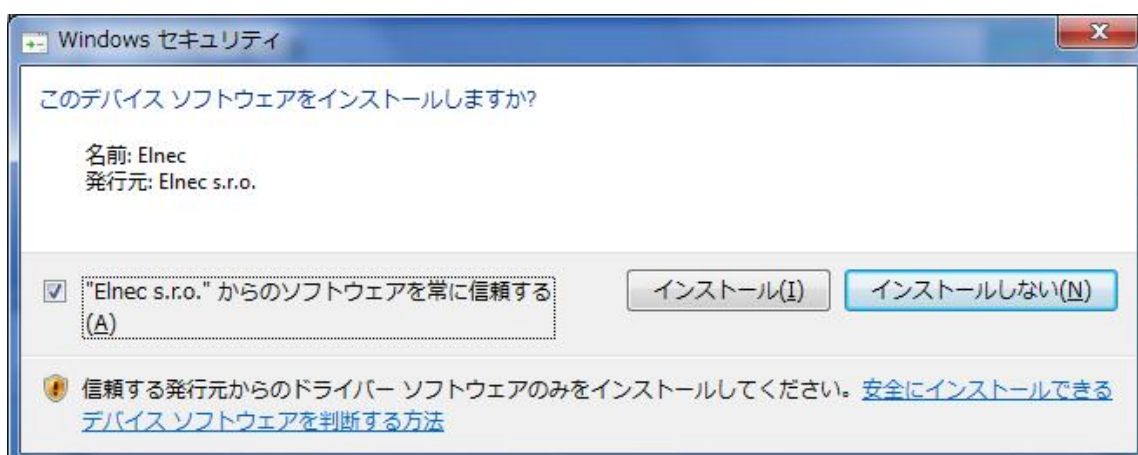 Windows セキュリティ
このデバイス ソフトウェアをインストールしますか?
名前: Elnec
発行元: Elnec s.r.o.
"Elnec s.r.o." からのソフトウェアを常に信頼する
(A)
インストール(I)
インストールしない(N)
信頼する発行元からのドライバー ソフトウェアのみをインストールしてください。安全にインストールできる
デバイス ソフトウェアを判断する方法